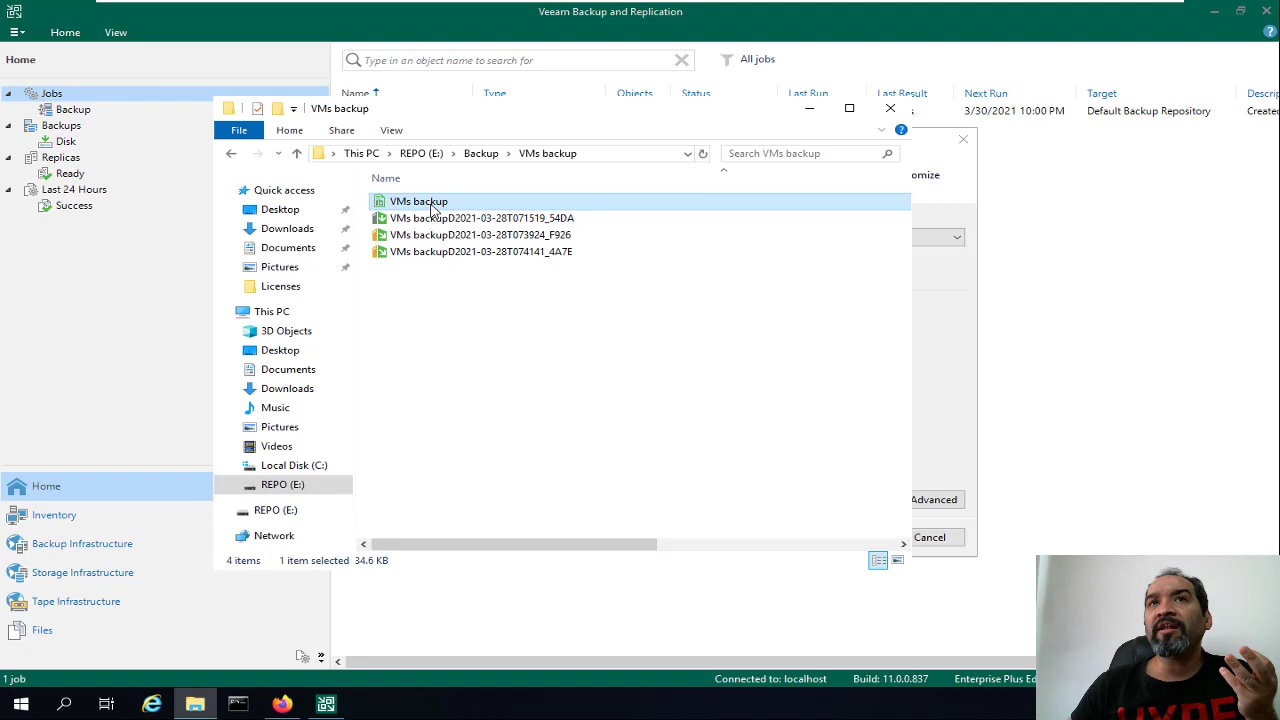 Veeam Backup and Replication
Home View
Home
Type in an object name to search for
All jobs
Jobs
Backup
Backups
Disk
Replicas
Ready
Last 24 Hours
Success
Name Type Objects Status Last Run Last Result Next Run Target
3/30/2021 10:00 PM Default Backup Repository Created
VMs backup
File Home Share View
This PC REPO (E:) Backup VMs backup
Search VMs backup
Name
VMs backup
VMs backupD2021-03-28T071519_54DA
VMs backupD2021-03-28T073924_F926
VMs backupD2021-03-28T074141_4A7E
Quick access
Desktop
Downloads
Documents
Pictures
Licenses
This PC
3D Objects
Desktop
Documents
Downloads
Music
Pictures
Videos
Local Disk (C:)
REPO (E:)
REPO (E:)
Network
4 items 1 item selected 34.6 KB
Advanced
Cancel
Home
Inventory
Backup Infrastructure
Storage Infrastructure
Tape Infrastructure
Files
1 job
Connected to: localhost
Build: 11.0.0.837
Enterprise Plus